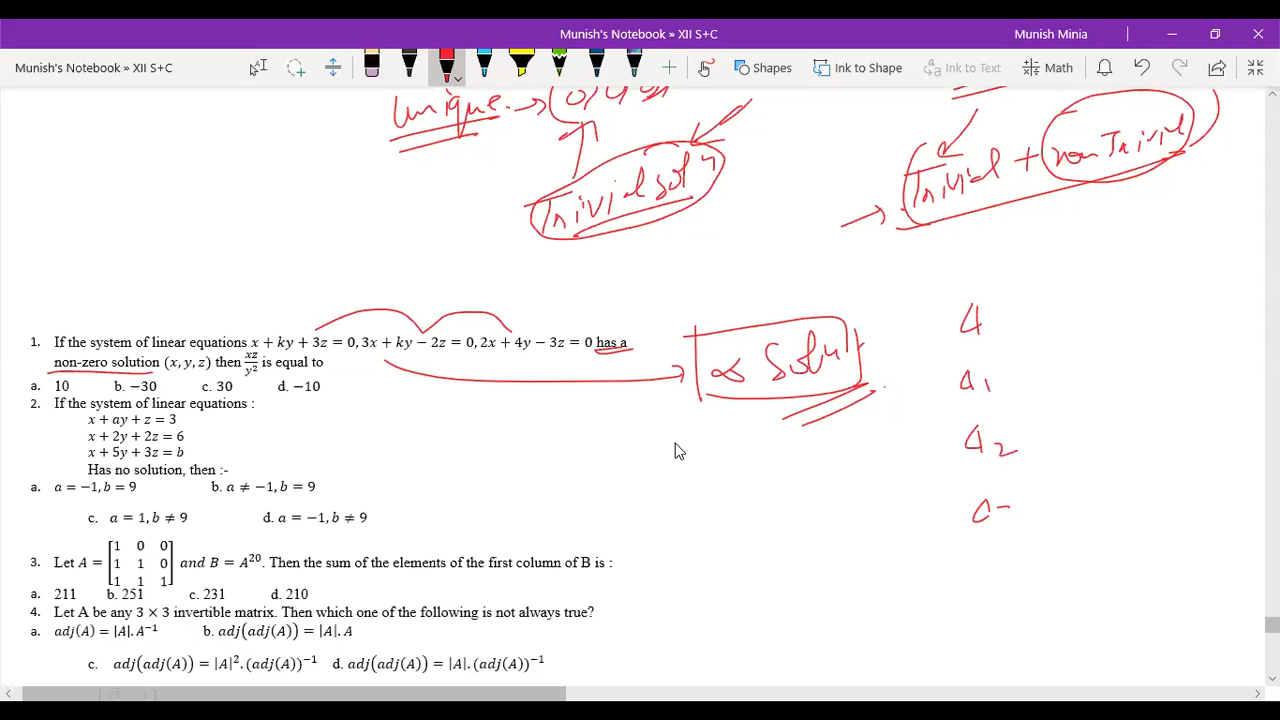 Munish's Notebook » XII S+C
Munish Minia
Munish's Notebook » XII S+C
Shapes
Ink to Shape
Ink to Text
Math
Unique. →
Trivial solⁿ
Trivial + non Trivial
1. If the system of linear equations x + ky + 3z = 0, 3x + ky − 2z = 0, 2x + 4y − 3z = 0 has a
non-zero solution (x, y, z) then xz/y² is equal to
a. 10 b. −30 c. 30 d. −10
∞ Soluⁿ
2. If the system of linear equations :
x + ay + z = 3
x + 2y + 2z = 6
x + 5y + 3z = b
Has no solution, then :-
a. a = −1, b = 9 b. a ≠ −1, b = 9
c. a = 1, b ≠ 9 d. a = −1, b ≠ 9
3. Let A = [1 0 0
1 1 0
1 1 1] and B = A²⁰. Then the sum of the elements of the first column of B is :
a. 211 b. 251 c. 231 d. 210
4. Let A be any 3 × 3 invertible matrix. Then which one of the following is not always true?
a. adj(A) = |A|. A⁻¹ b. adj(adj(A)) = |A|. A
c. adj(adj(A)) = |A|². (adj(A))⁻¹ d. adj(adj(A)) = |A|. (adj(A))⁻¹